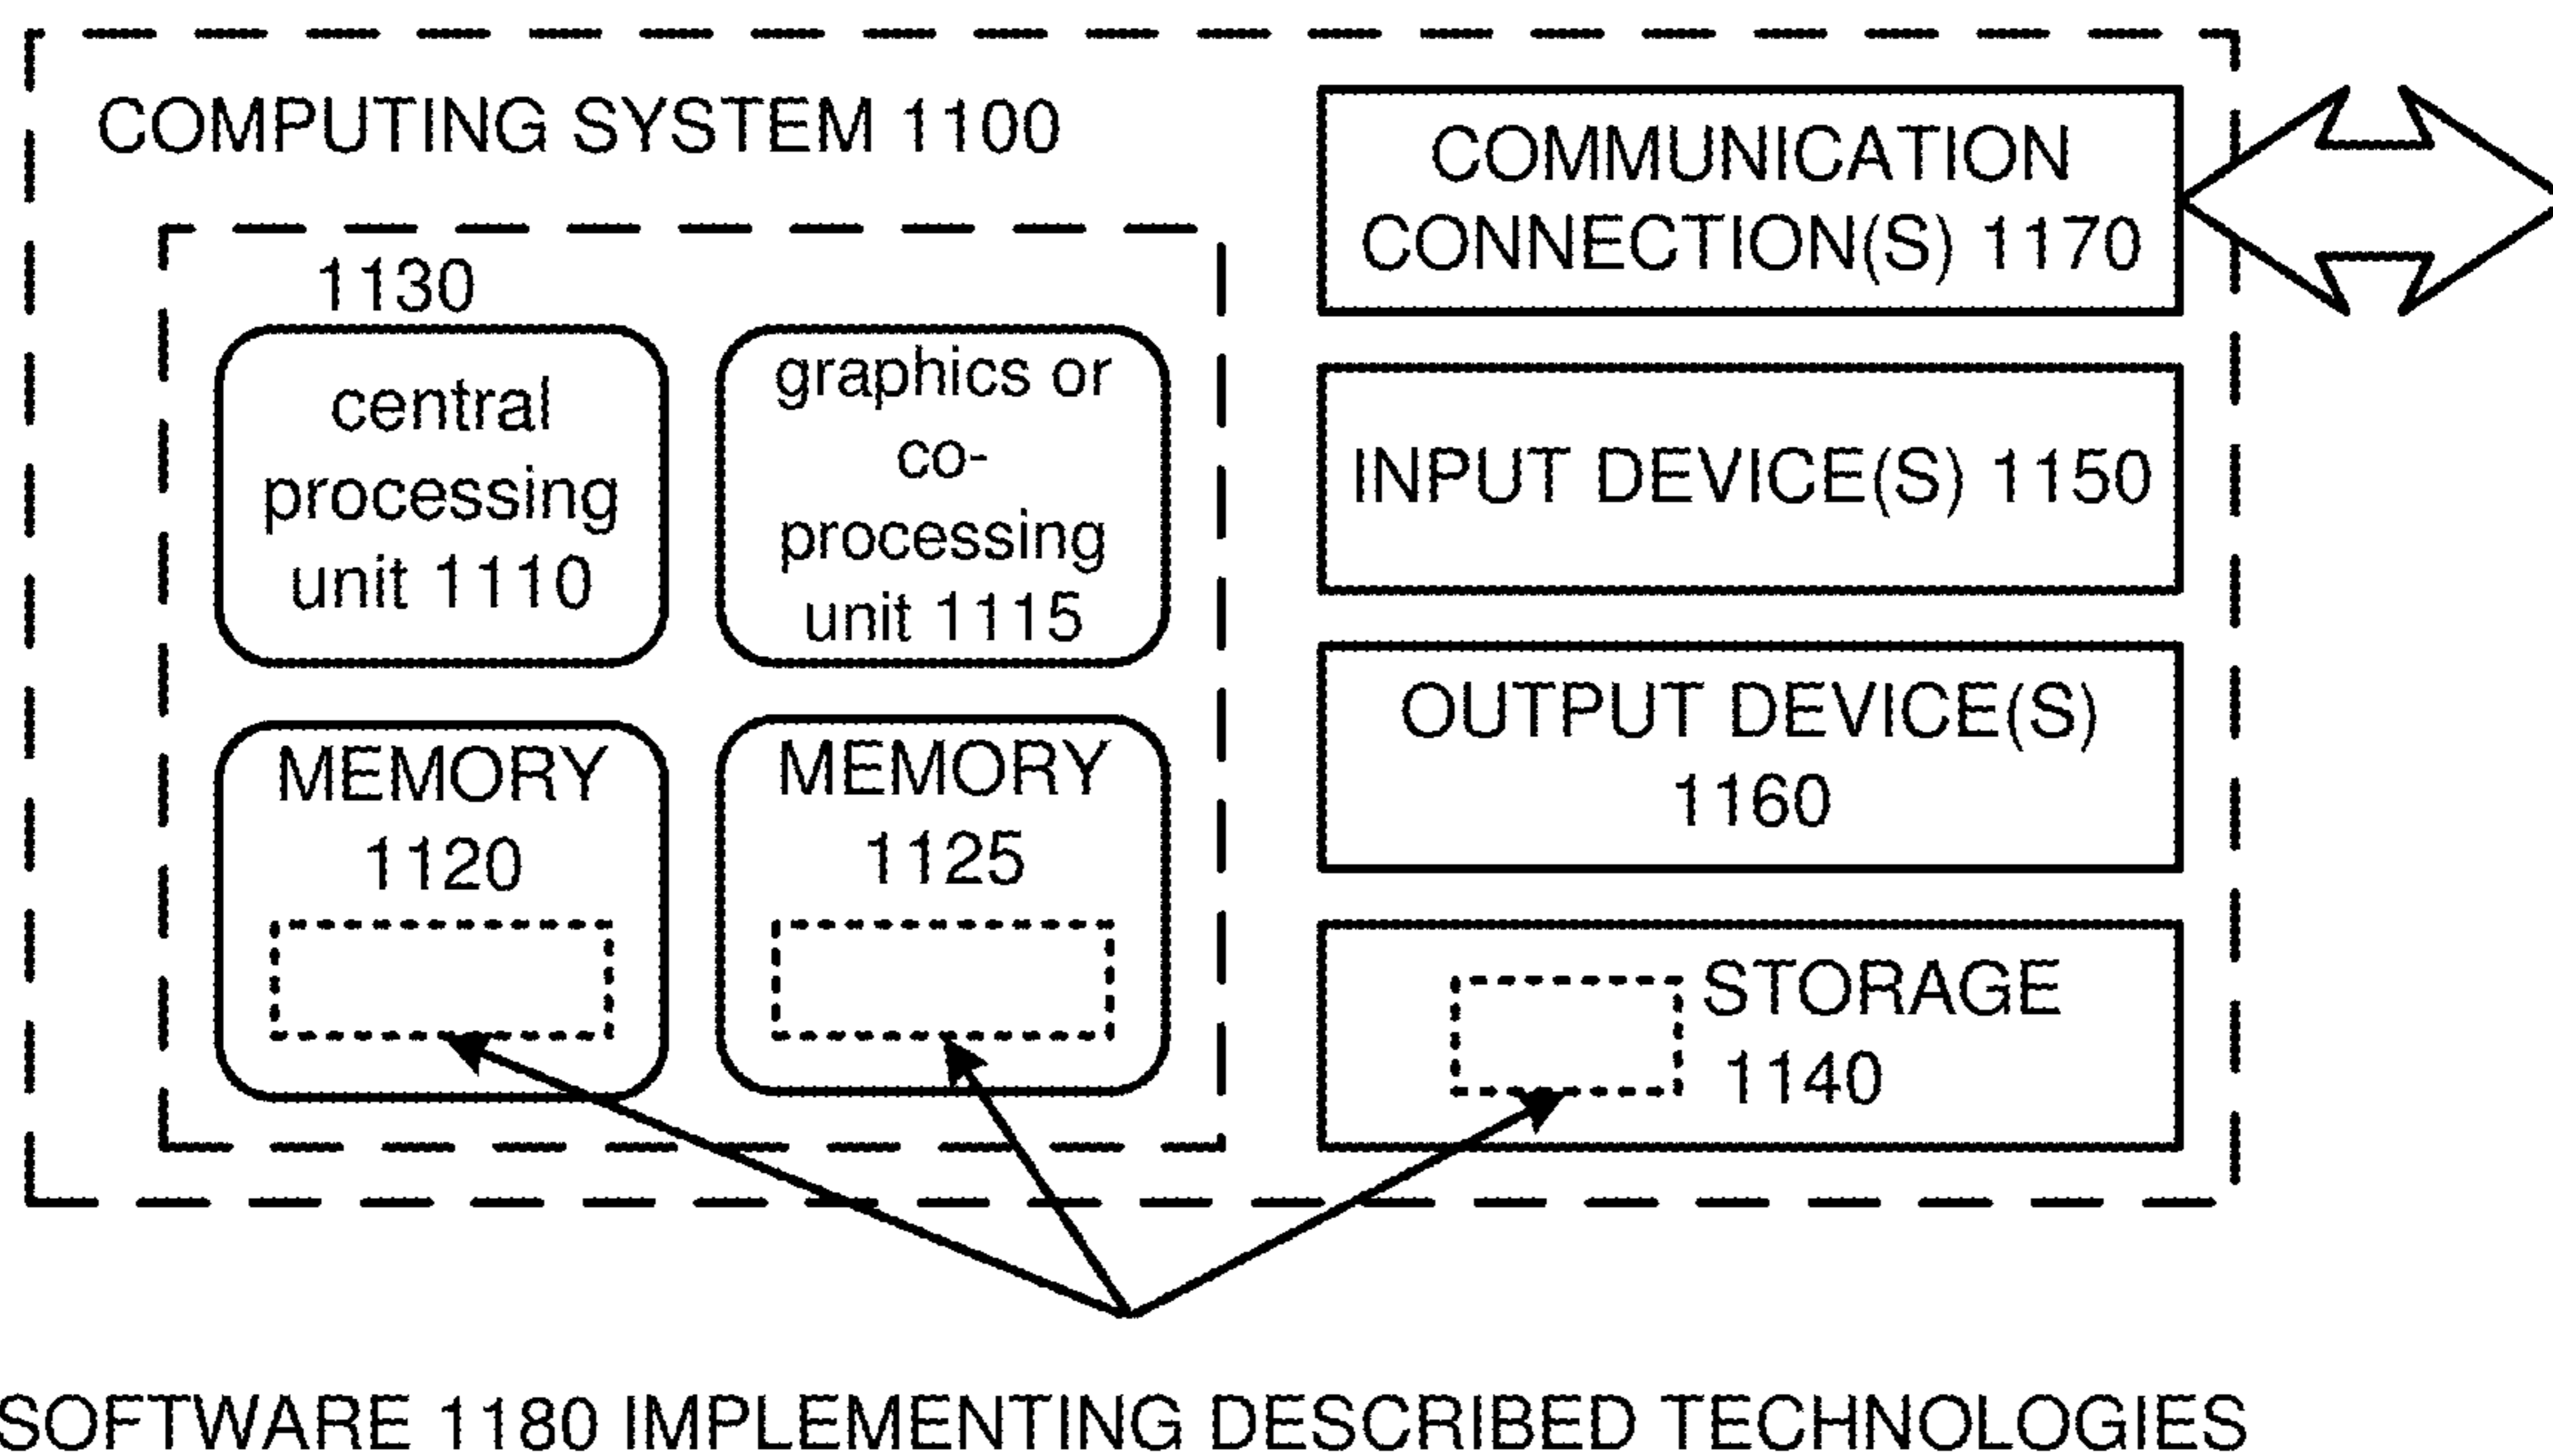 COMPUTING SYSTEM 1100
1130
central
processing
unit 1110
graphics or
co-
processing
unit 1115
MEMORY
1120
MEMORY
1125
COMMUNICATION
CONNECTION(S) 1170
INPUT DEVICE(S) 1150
OUTPUT DEVICE(S)
1160
STORAGE
1140
SOFTWARE 1180 IMPLEMENTING DESCRIBED TECHNOLOGIES